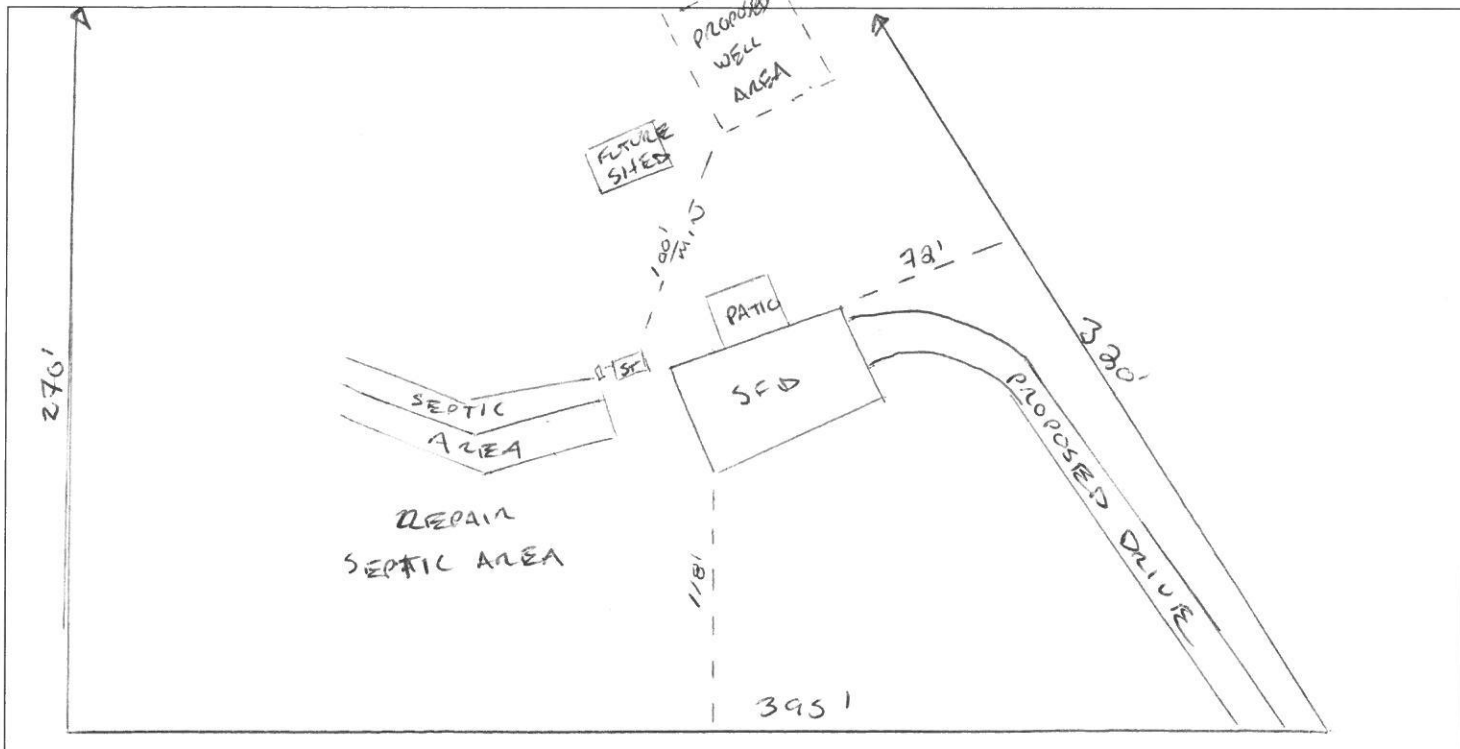 PROPOSED
WELL
AREA
FUTURE
SHED
100' MIN
72'
PATIO
320'
270'
ST
SFD
SEPTIC
AREA
PROPOSED DRIVE
REPAIR
SEPTIC AREA
118'
395'